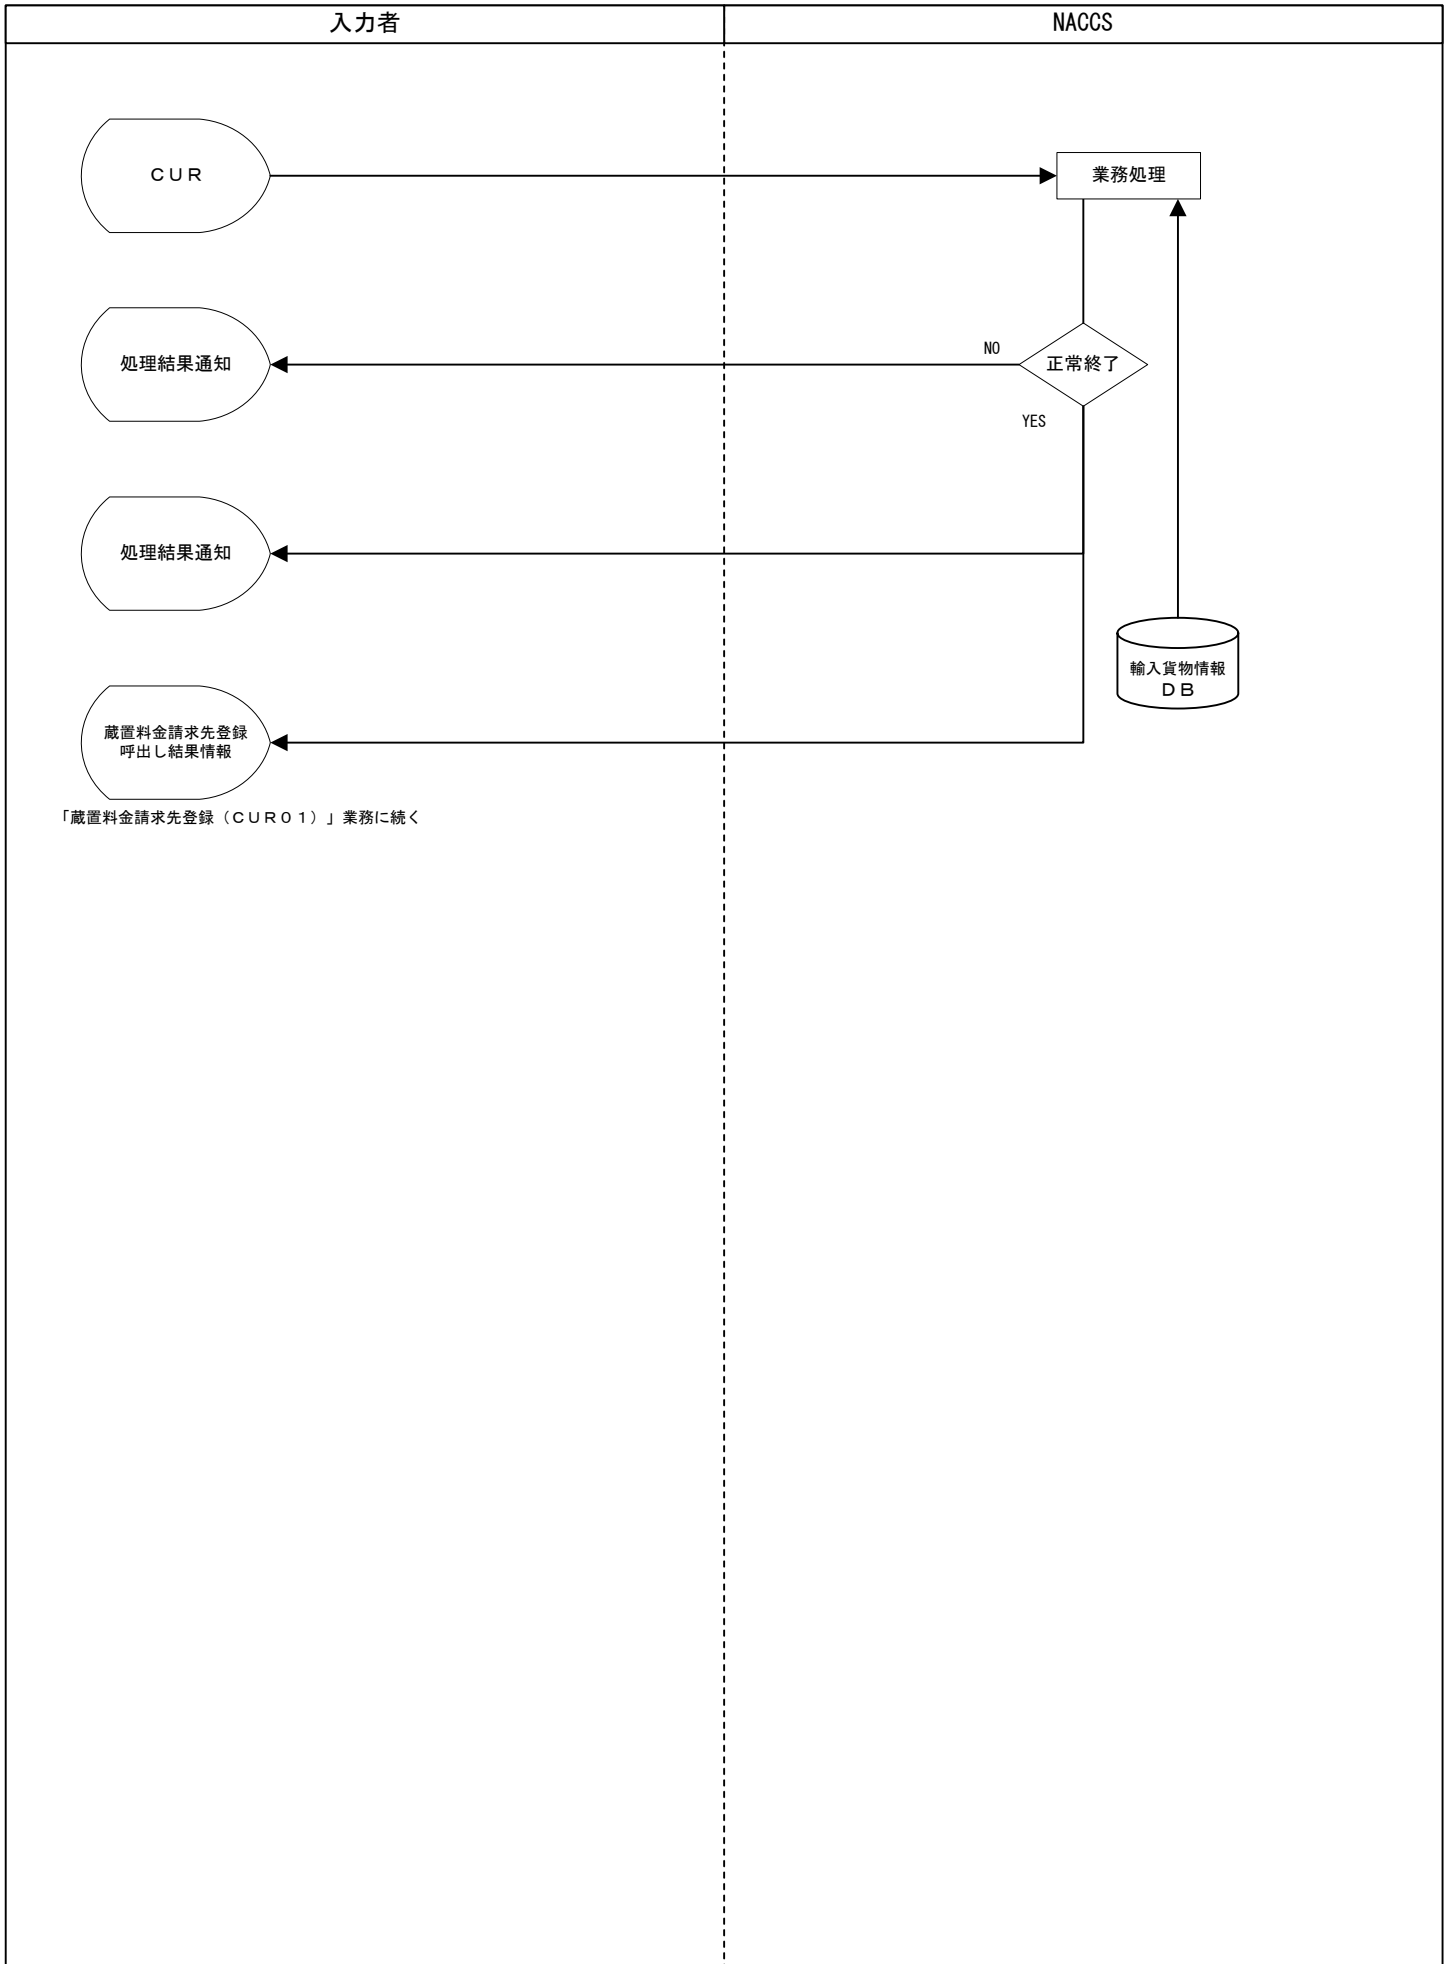 入力者
NACCS
ＣＵＲ
業務処理
処理結果通知
NO
正常終了
YES
処理結果通知
輸入貨物情報
ＤＢ
蔵置料金請求先登録
呼出し結果情報
「蔵置料金請求先登録（ＣＵＲ０１）」業務に続く